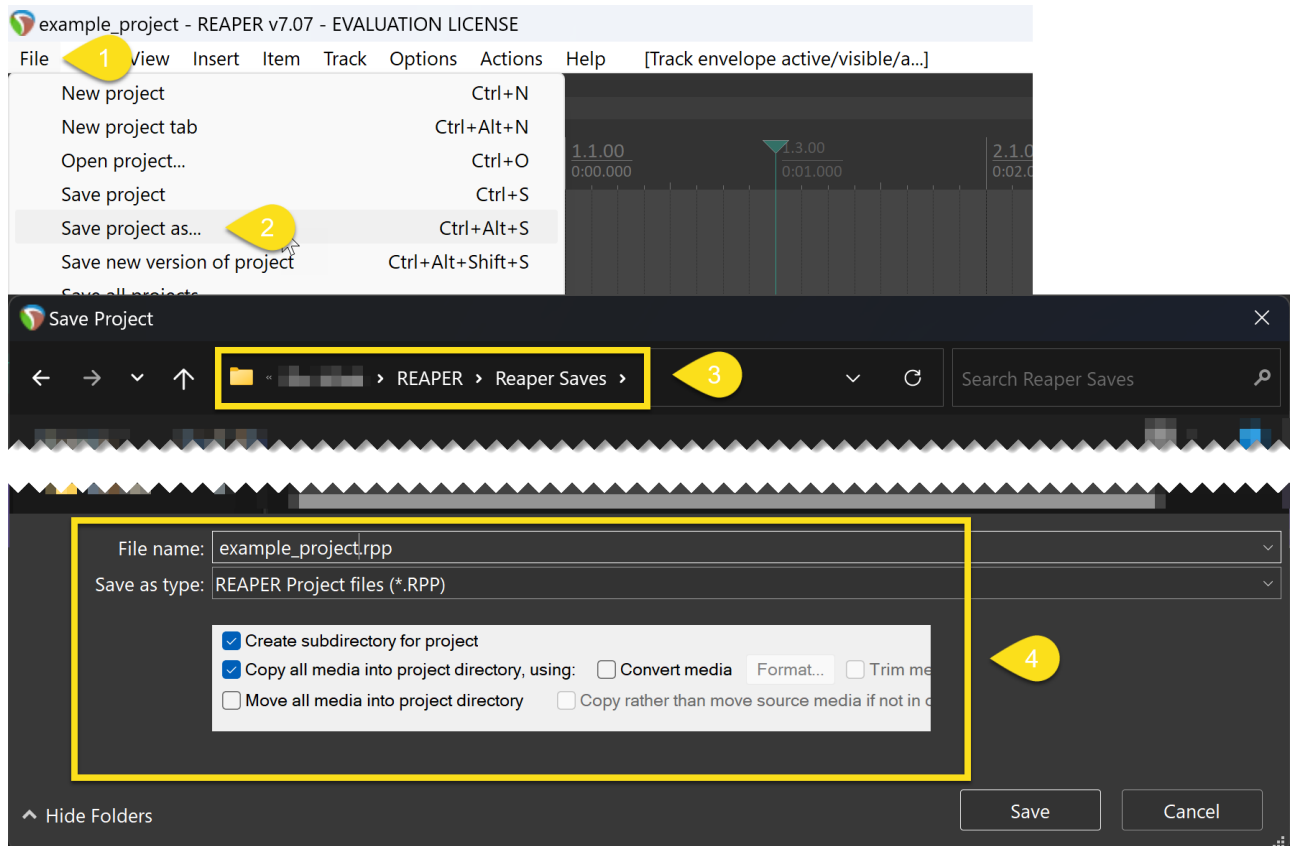 example_project - REAPER v7.07 - EVALUATION LICENSE
File 1 View Insert Item Track Options Actions Help [Track envelope active/visible/a...]
New project Ctrl+N
New project tab Ctrl+Alt+N
Open project... Ctrl+O
Save project Ctrl+S
Save project as... 2 Ctrl+Alt+S
Save new version of project Ctrl+Alt+Shift+S
Save all projects
1.1.00 1.3.00 2.1.0
0:00.000 0:01.000 0:02.0
Save Project
« › REAPER › Reaper Saves › 3 Search Reaper Saves
File name: example_project.rpp
Save as type: REAPER Project files (*.RPP)
Create subdirectory for project
Copy all media into project directory, using: Convert media Format... Trim me
4
Move all media into project directory Copy rather than move source media if not in
Hide Folders Save Cancel